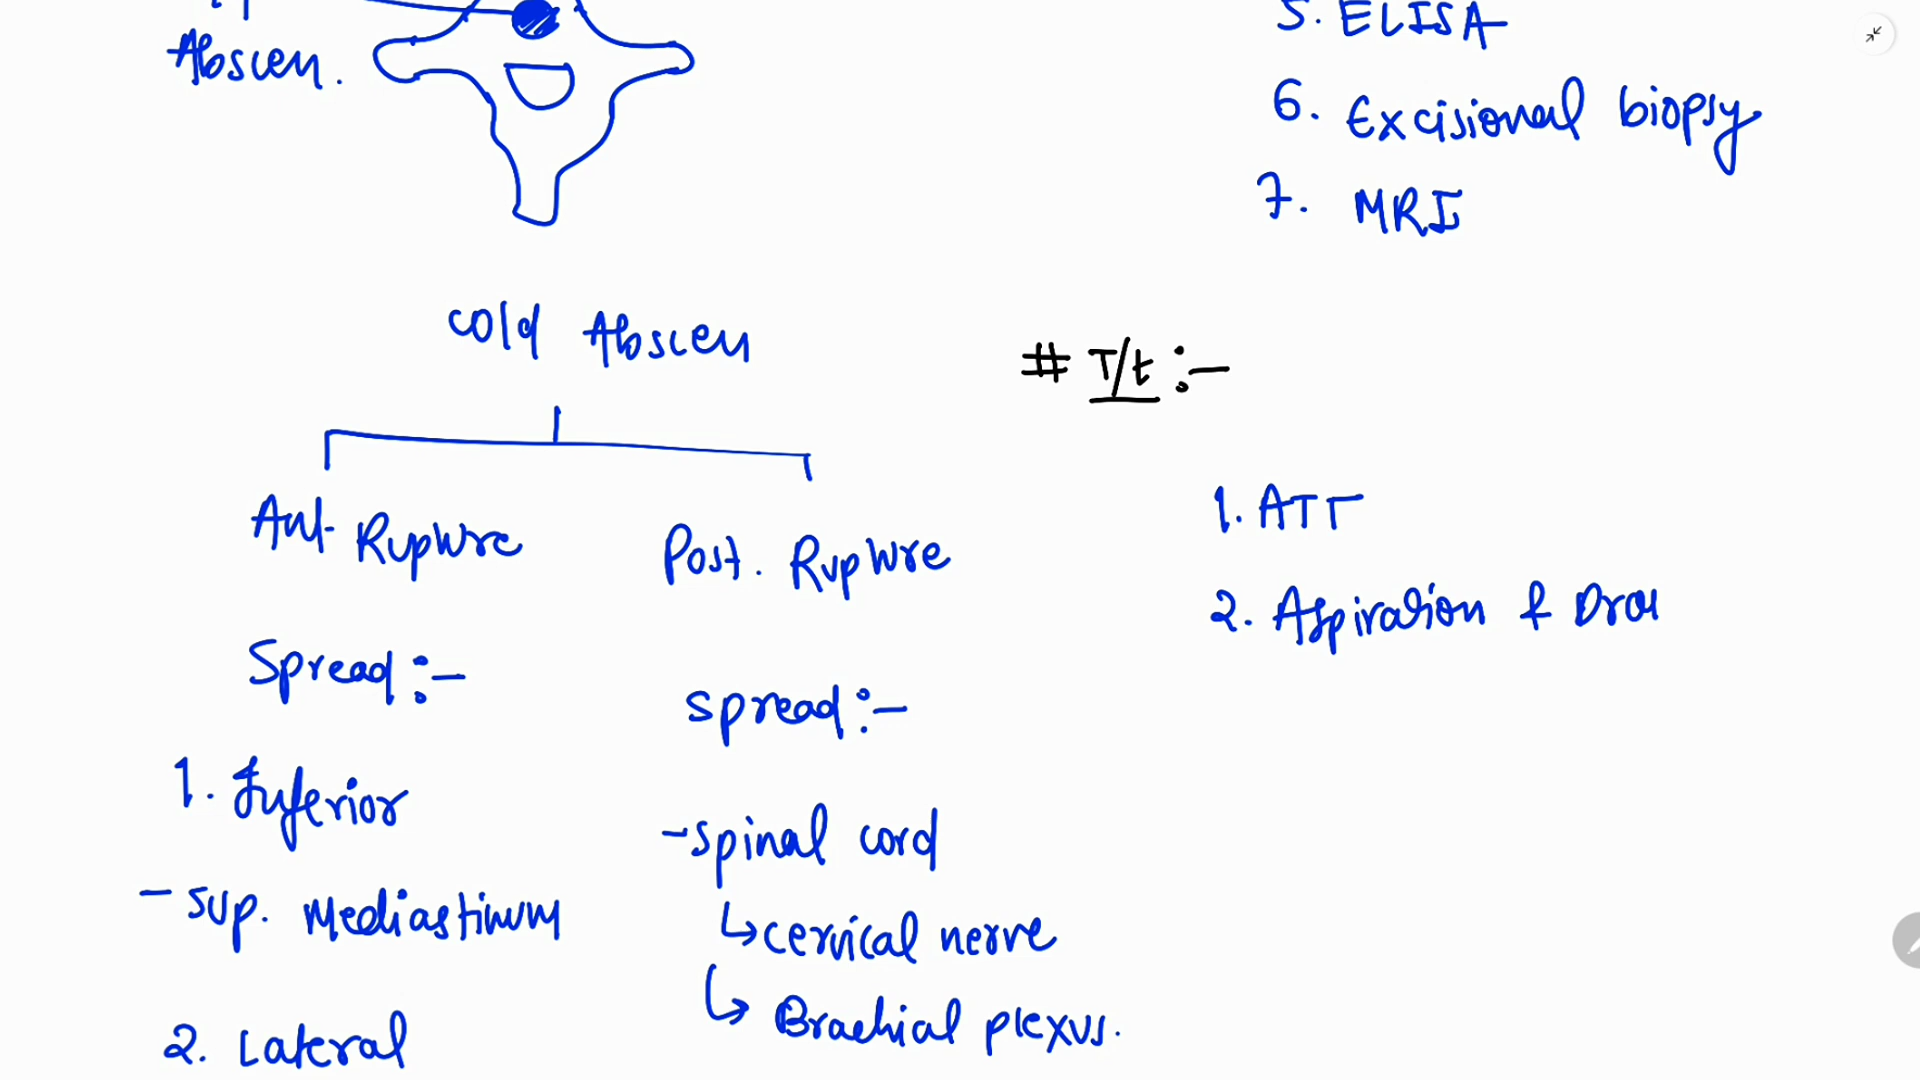 Abscess.
Cold Abscess
Ant. Rupture
Spread :-
1. Inferior
- Sup. Mediastinum
2. Lateral
Post. Rupture
spread :-
- spinal cord
↳ cervical nerve
↳ Brachial plexus.
5. ELISA
6. Excisional biopsy
7. MRI
# T/t :-
1. ATT
2. Aspiration & Dra